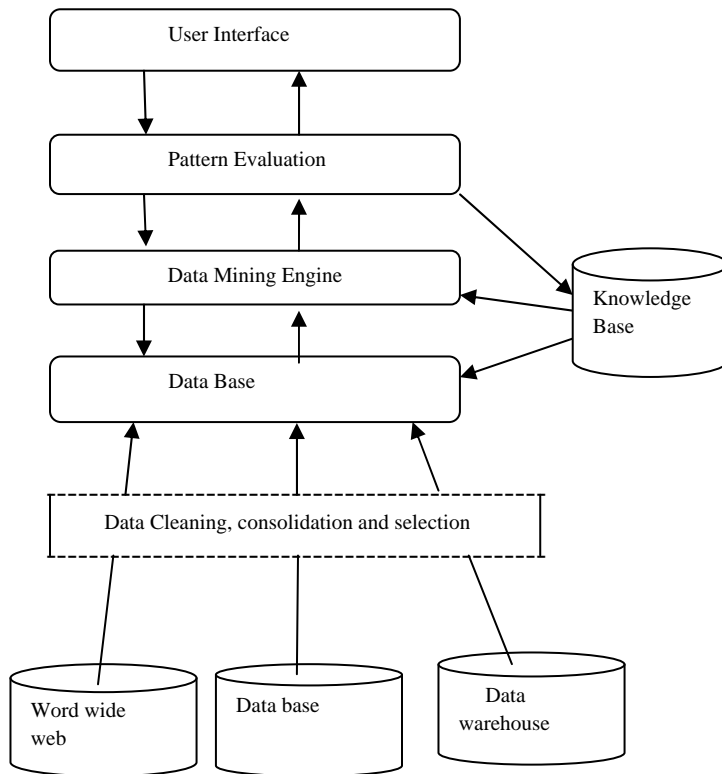 User Interface
Pattern Evaluation
Data Mining Engine
Knowledge
Base
Data Base
Data Cleaning, consolidation and selection
Word wide
web
Data base
Data
warehouse